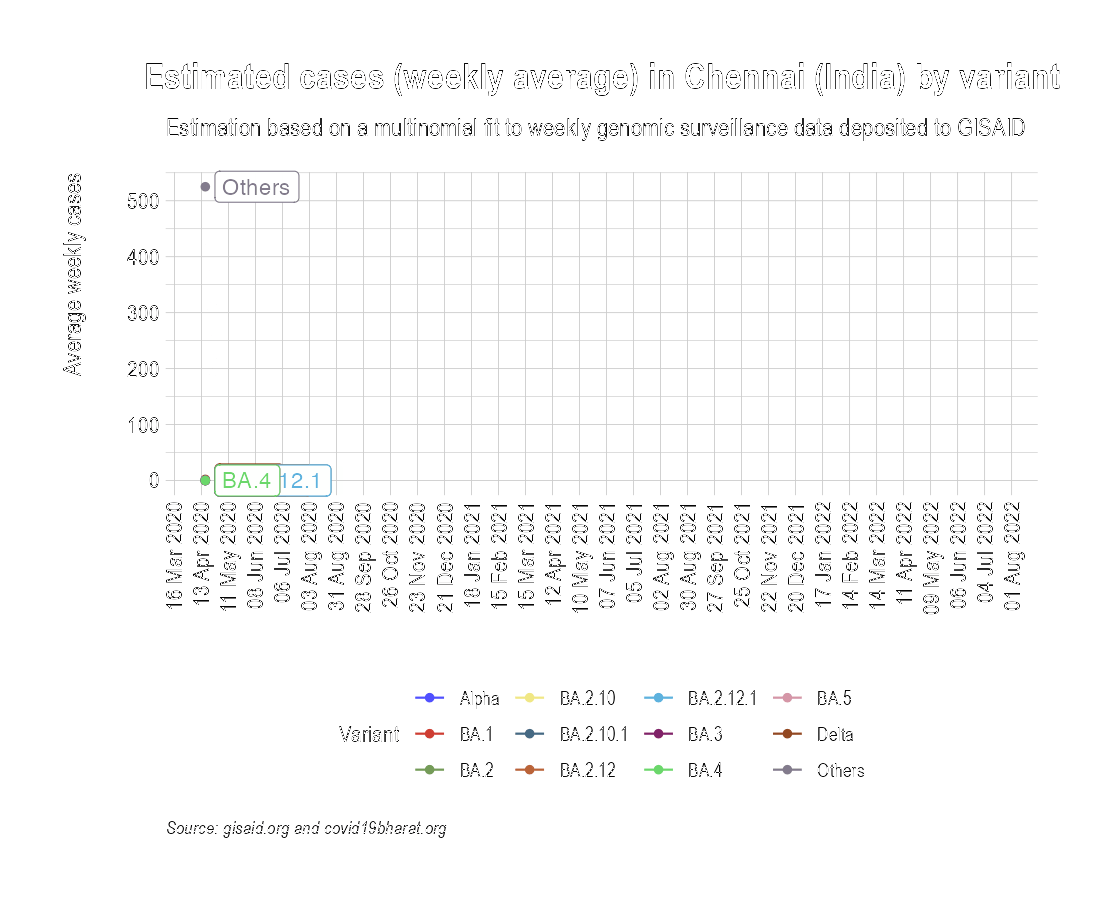 Estimated cases (weekly average) in Chennai (India) by variant
Estimation based on a multinomial fit to weekly genomic surveillance data deposited to GISAID
Average weekly cases
500
400
300
200
100
0
Others
BA.4
12.1
16 Mar 2020
13 Apr 2020
11 May 2020
08 Jun 2020
06 Jul 2020
03 Aug 2020
31 Aug 2020
28 Sep 2020
26 Oct 2020
23 Nov 2020
21 Dec 2020
18 Jan 2021
15 Feb 2021
15 Mar 2021
12 Apr 2021
10 May 2021
07 Jun 2021
05 Jul 2021
02 Aug 2021
30 Aug 2021
27 Sep 2021
25 Oct 2021
22 Nov 2021
20 Dec 2021
17 Jan 2022
14 Feb 2022
14 Mar 2022
11 Apr 2022
09 May 2022
06 Jun 2022
04 Jul 2022
01 Aug 2022
Variant
Alpha
BA.1
BA.2
BA.2.10
BA.2.10.1
BA.2.12
BA.2.12.1
BA.3
BA.4
BA.5
Delta
Others
Source: gisaid.org and covid19bharat.org